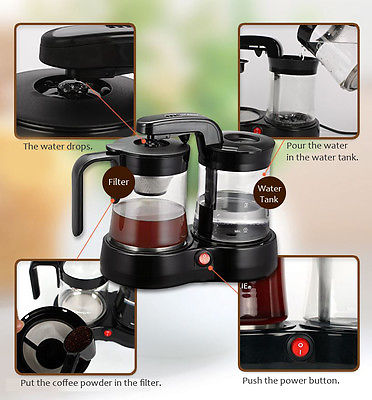 The water drops.
Pour the water
in the water tank.
Filter
Water
Tank
Put the coffee powder in the filter.
Push the power button.